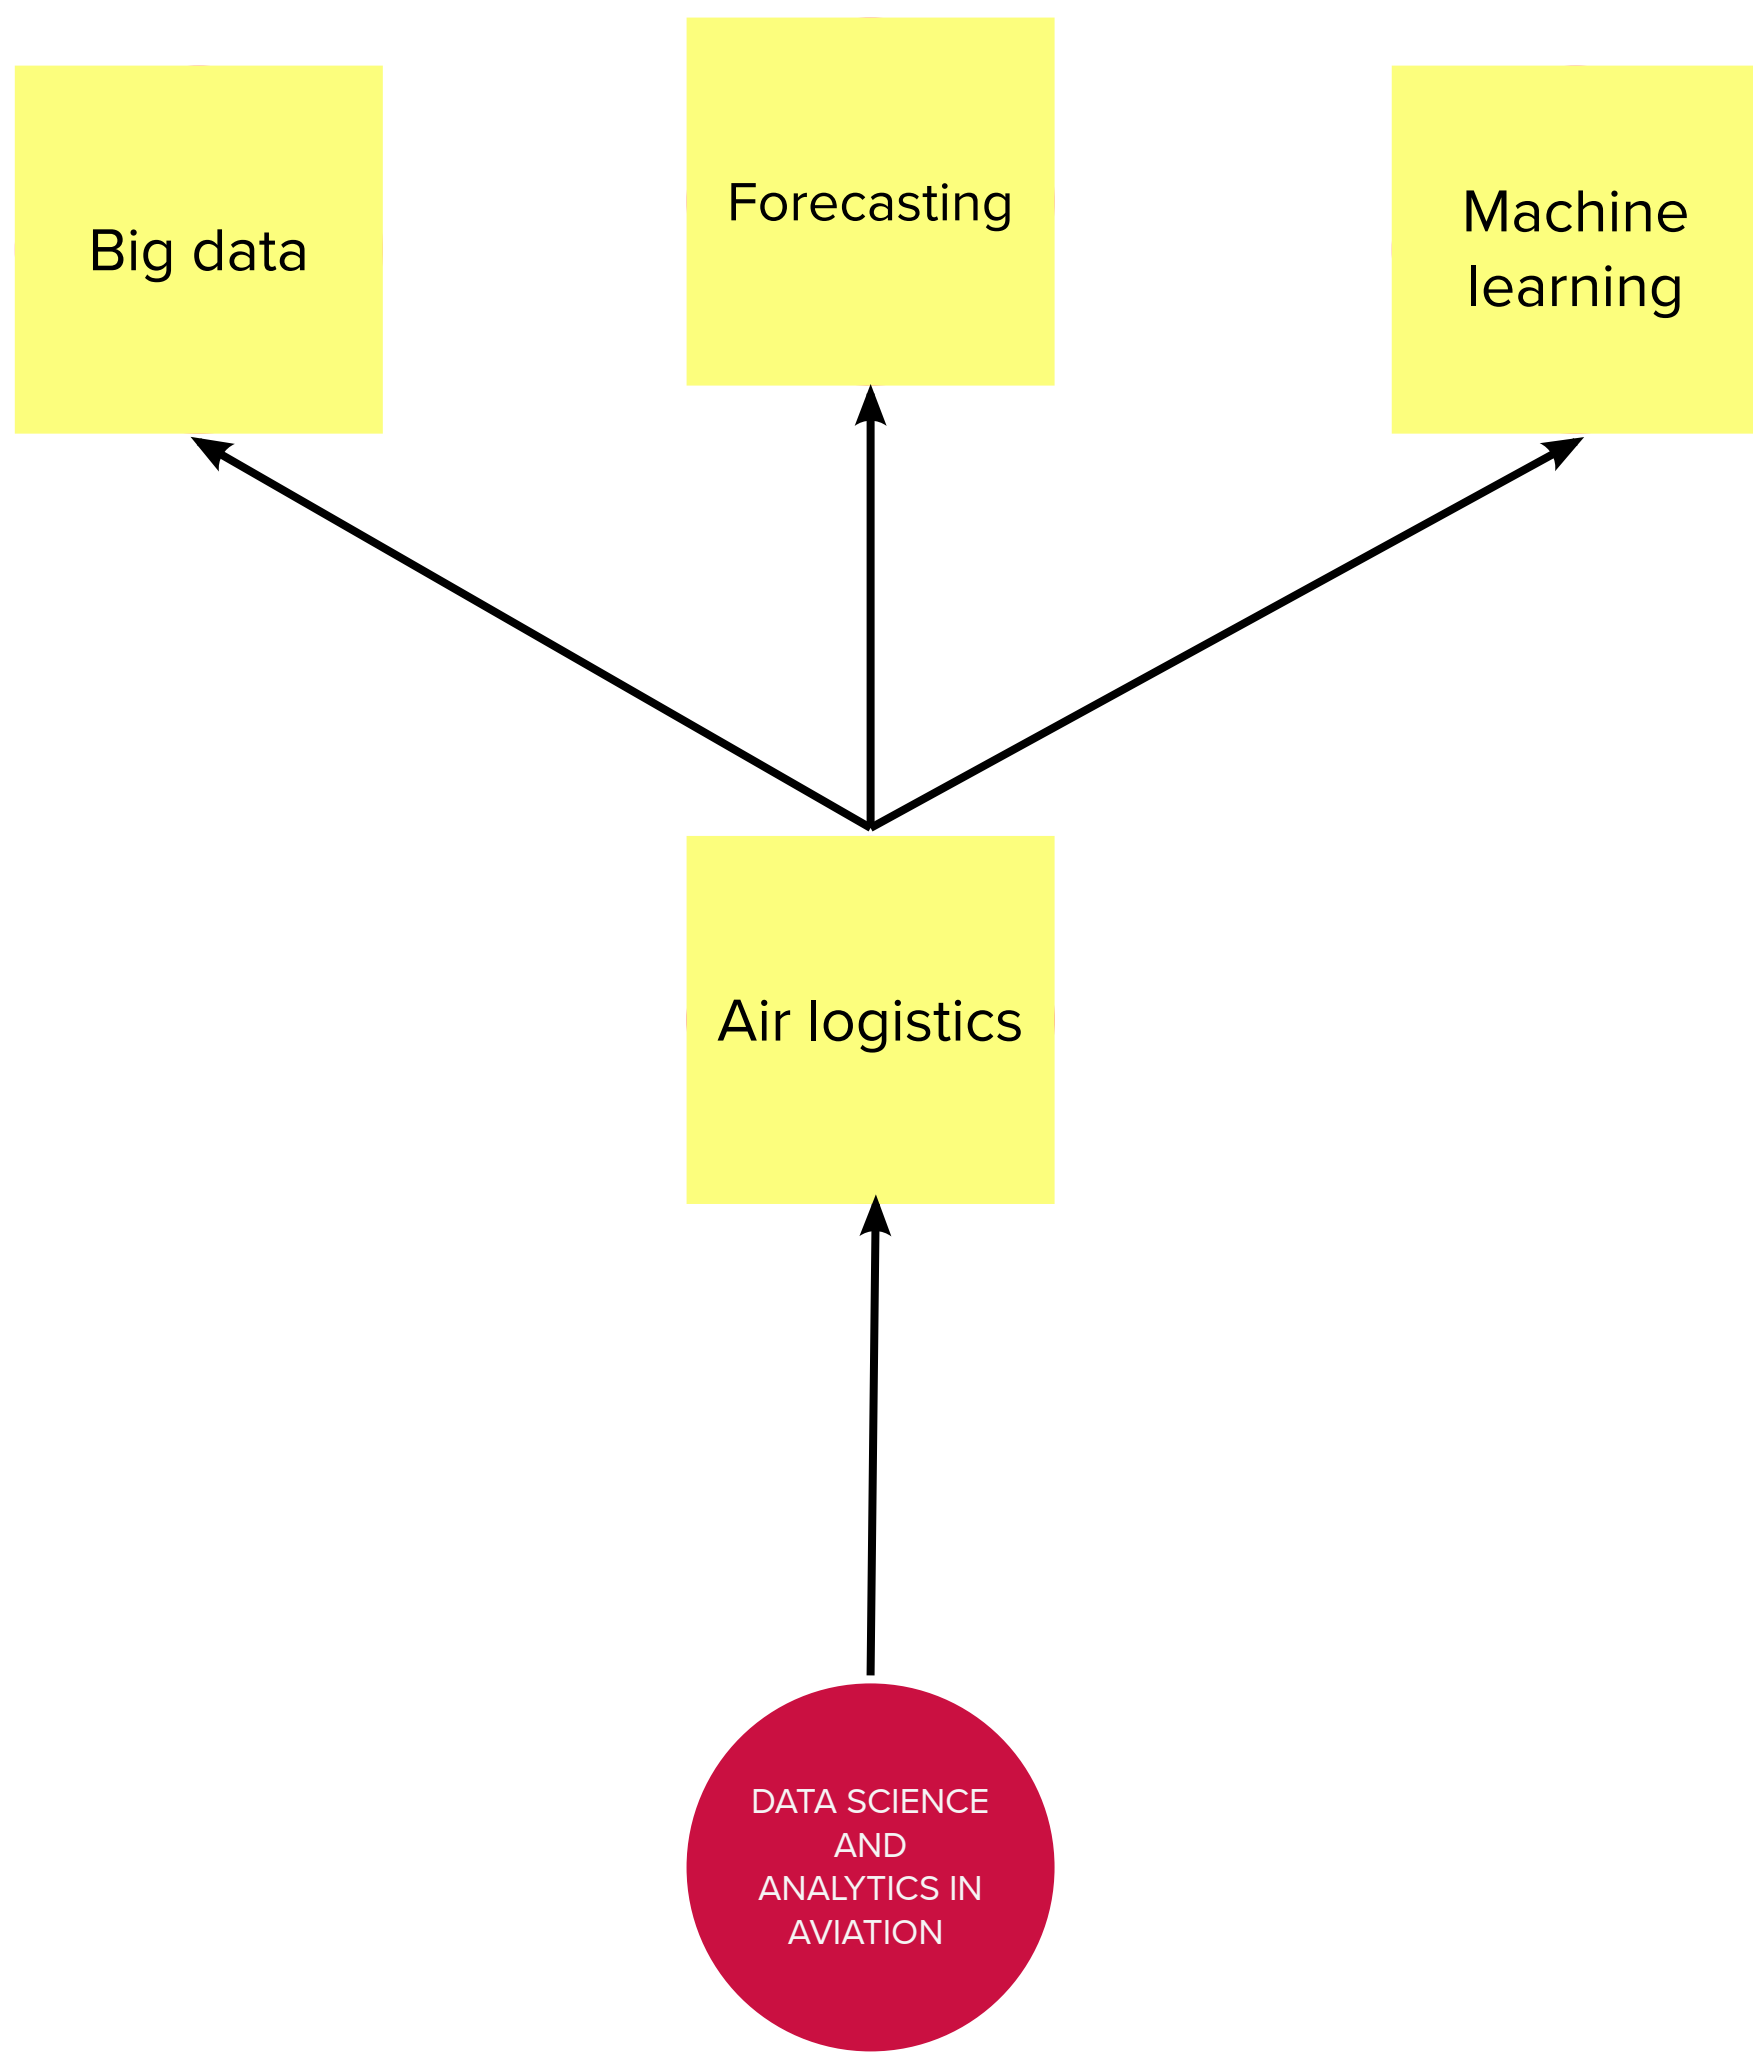 Forecasting
Big data
Machine
learning
Air logistics
DATA SCIENCE
AND
ANALYTICS IN
AVIATION